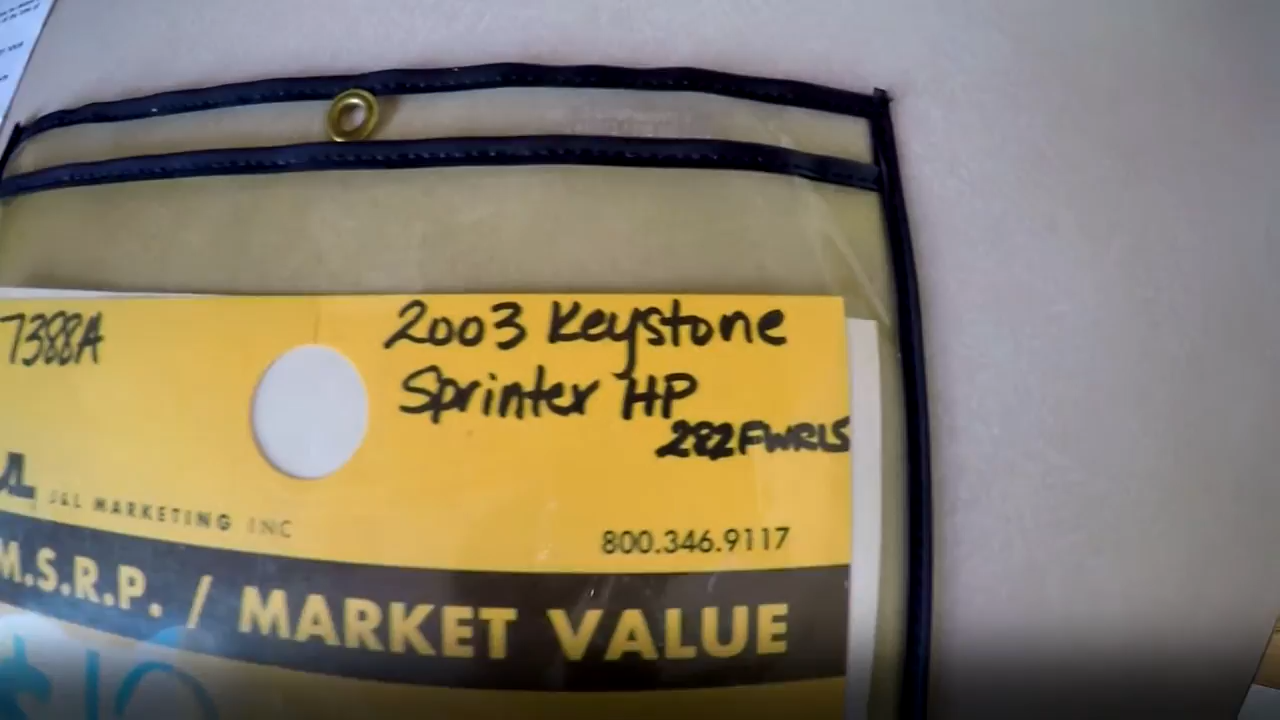 7388A
2003 Keystone
Sprinter HP
282FWRLS
J&L MARKETING INC
800.346.9117
M.S.R.P. / MARKET VALUE